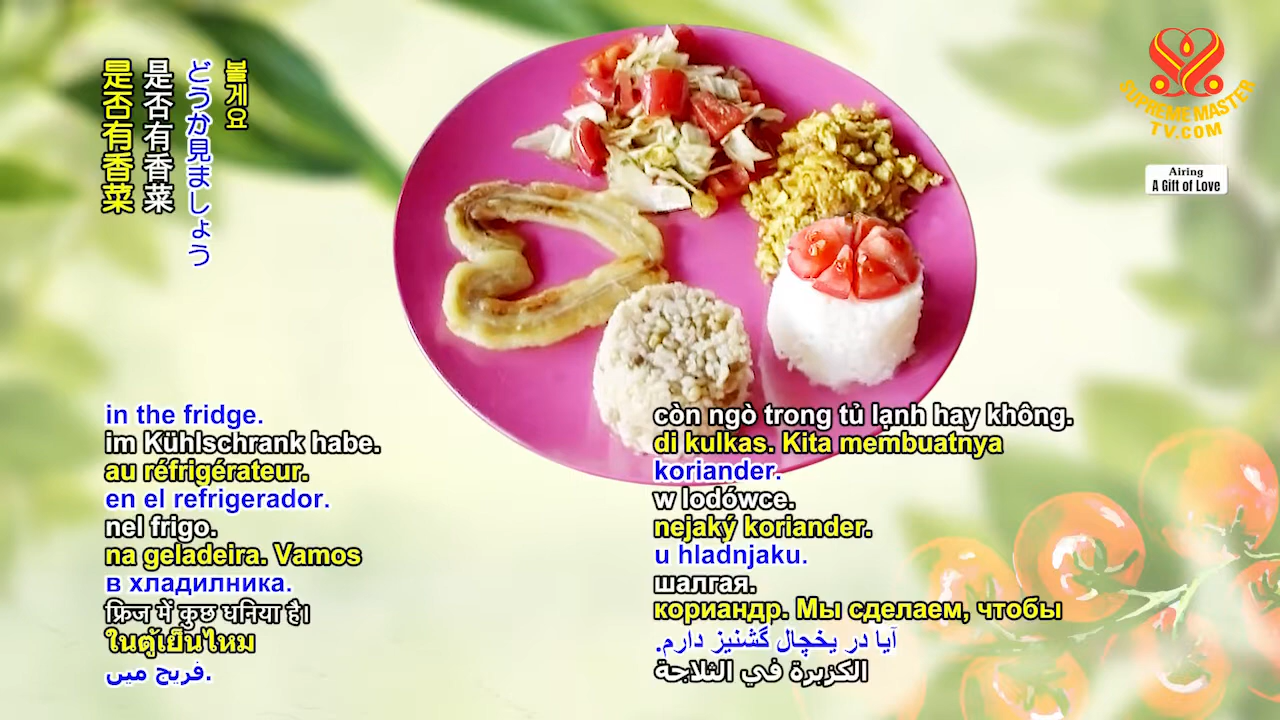 볼게요
どうか見ましょう
是否有香菜
是否有香菜
SUPREME MASTER
TV.COM
Airing
A Gift of Love
in the fridge.
im Kühlschrank habe.
au réfrigérateur.
en el refrigerador.
nel frigo.
na geladeira. Vamos
в хладилника.
फ्रिज में कुछ धनिया है।
ในตู้เย็นไหม
فریج میں.
còn ngò trong tủ lạnh hay không.
di kulkas. Kita membuatnya
koriander.
w lodówce.
nejaký koriander.
u hladnjaku.
шалгая.
кориандр. Мы сделаем, чтобы
آیا در یخچال گشنیز دارم.
الكزبرة في الثلاجة